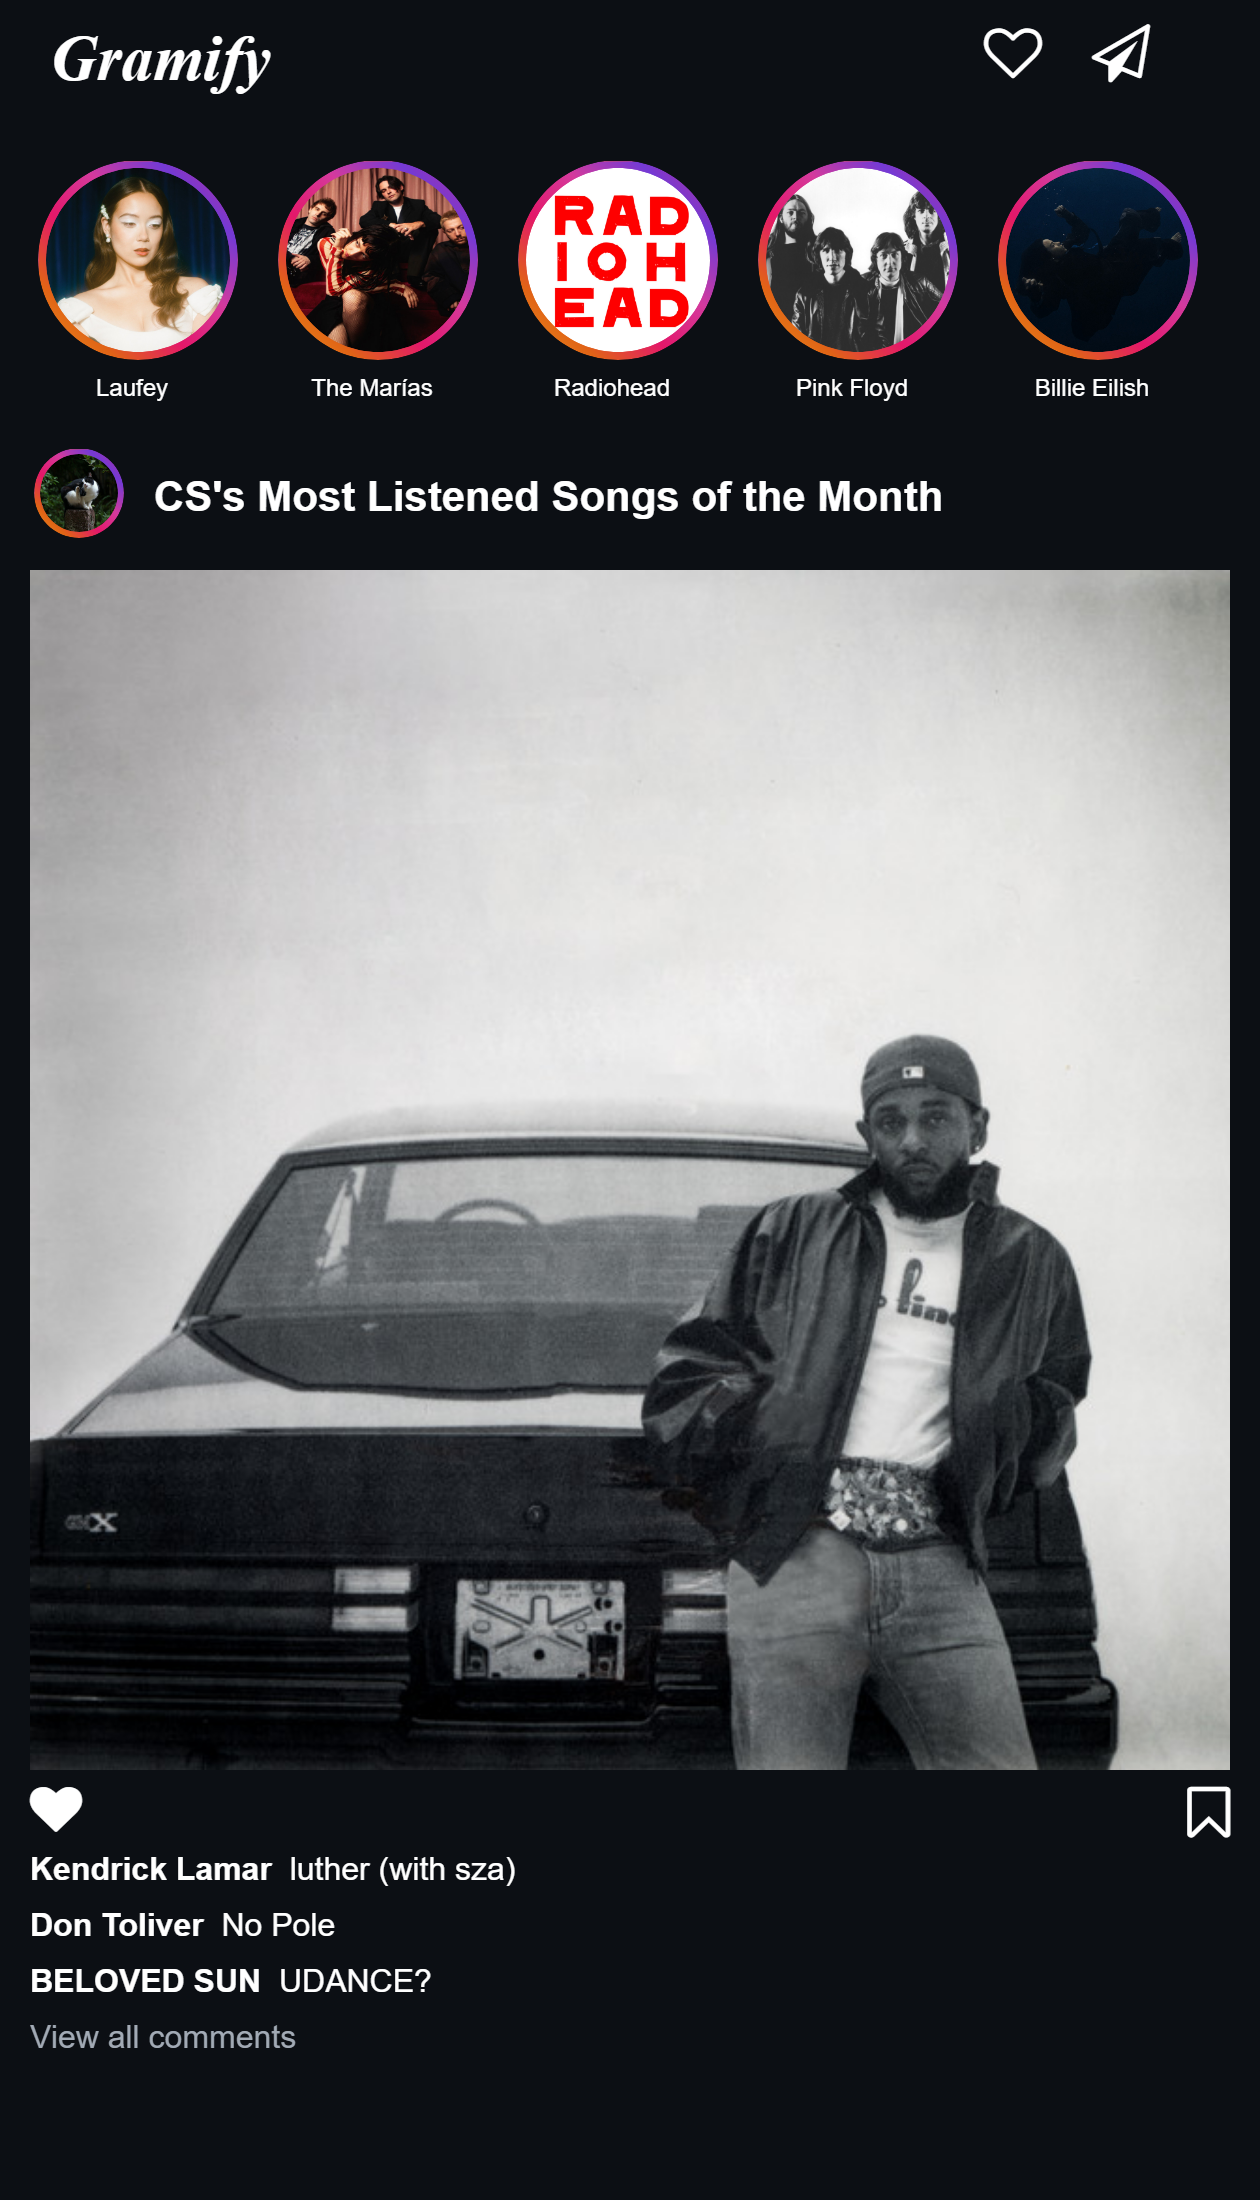 Gramify
RAD
IOH
EAD
Laufey
The Marías
Radiohead
Pink Floyd
Billie Eilish
CS's Most Listened Songs of the Month
GNX
Kendrick Lamar luther (with sza)
Don Toliver No Pole
BELOVED SUN UDANCE?
View all comments